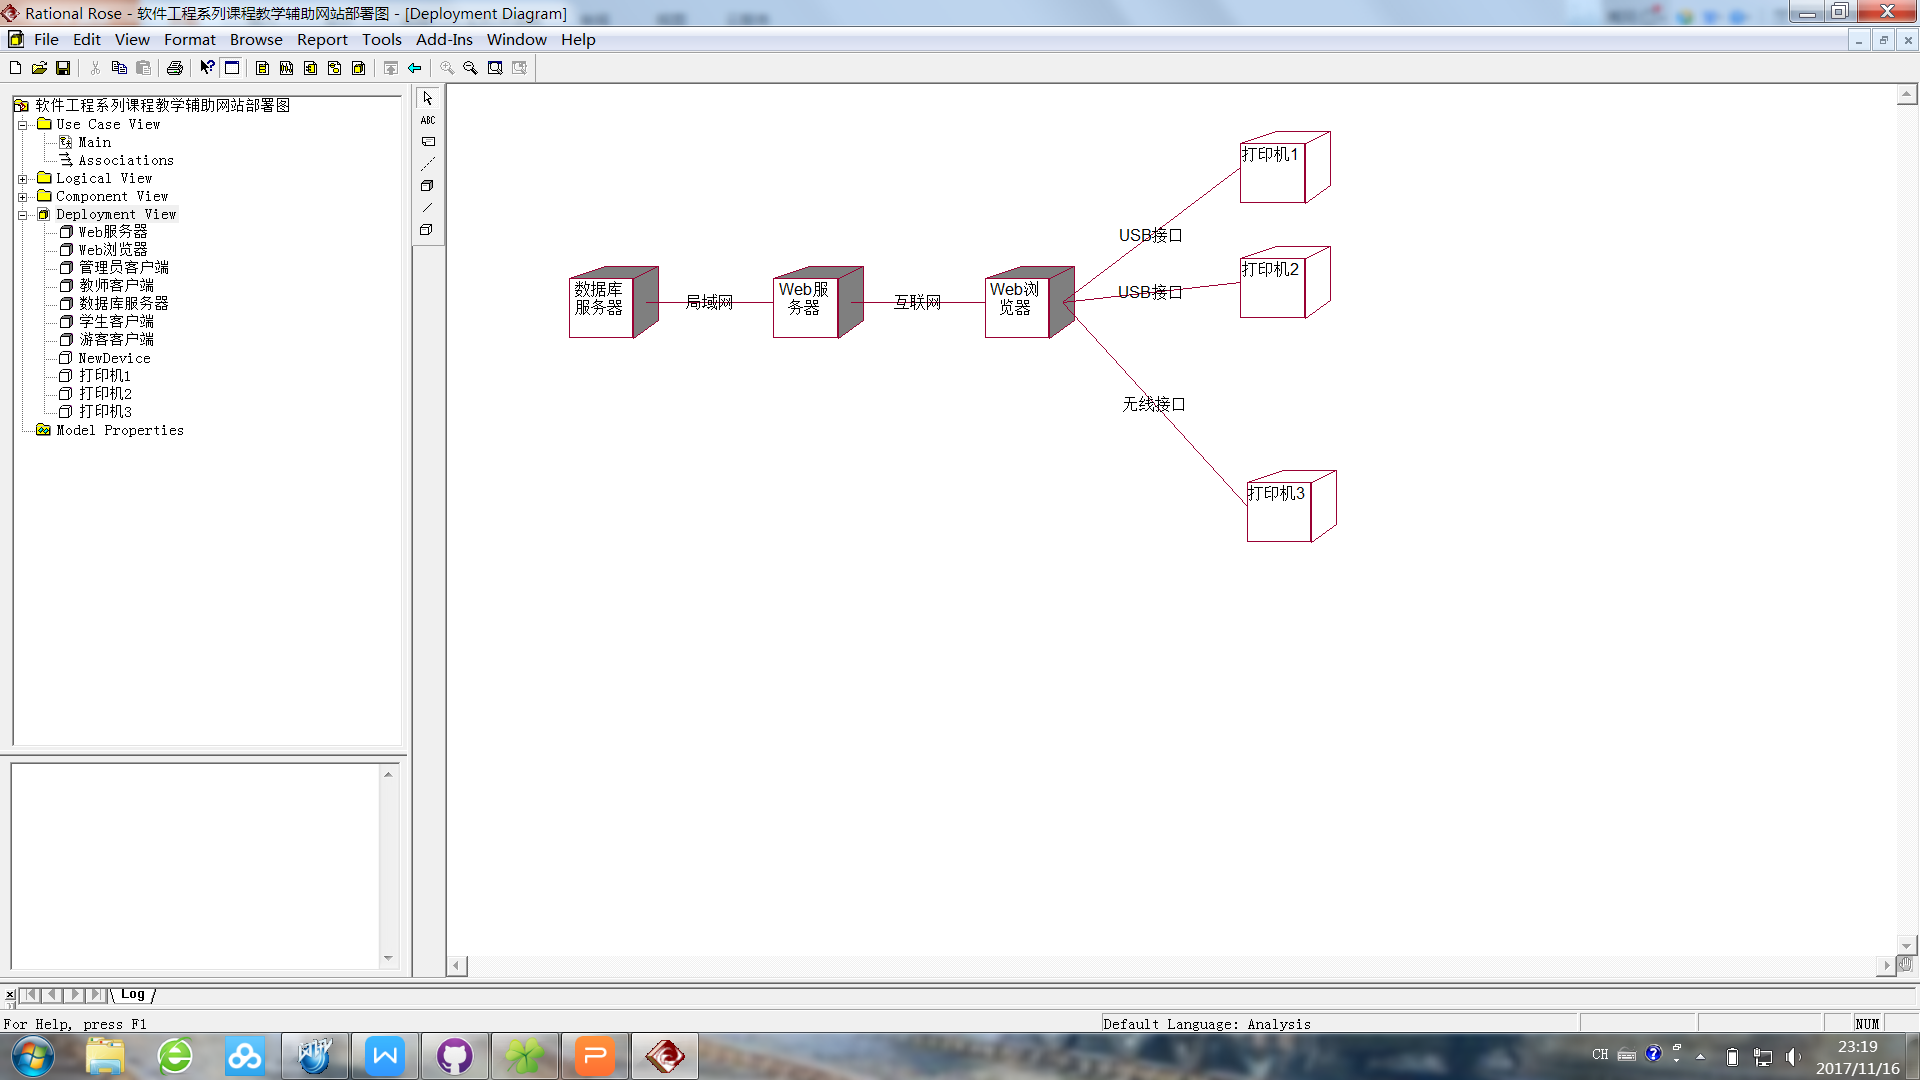 Rational Rose - 软件工程系列课程教学辅助网站部署图 - [Deployment Diagram]
File Edit View Format Browse Report Tools Add-Ins Window Help
软件工程系列课程教学辅助网站部署图
Use Case View
Main
Associations
Logical View
Component View
Deployment View
Web服务器
Web浏览器
管理员客户端
教师客户端
数据库服务器
学生客户端
游客客户端
NewDevice
打印机1
打印机2
打印机3
Model Properties
ABC
打印机1
USB接口
打印机2
USB接口
数据库
服务器
局域网
Web服
务器
互联网
Web浏
览器
无线接口
打印机3
Log
For Help, press F1
Default Language: Analysis
NUM
CH
23:19
2017/11/16